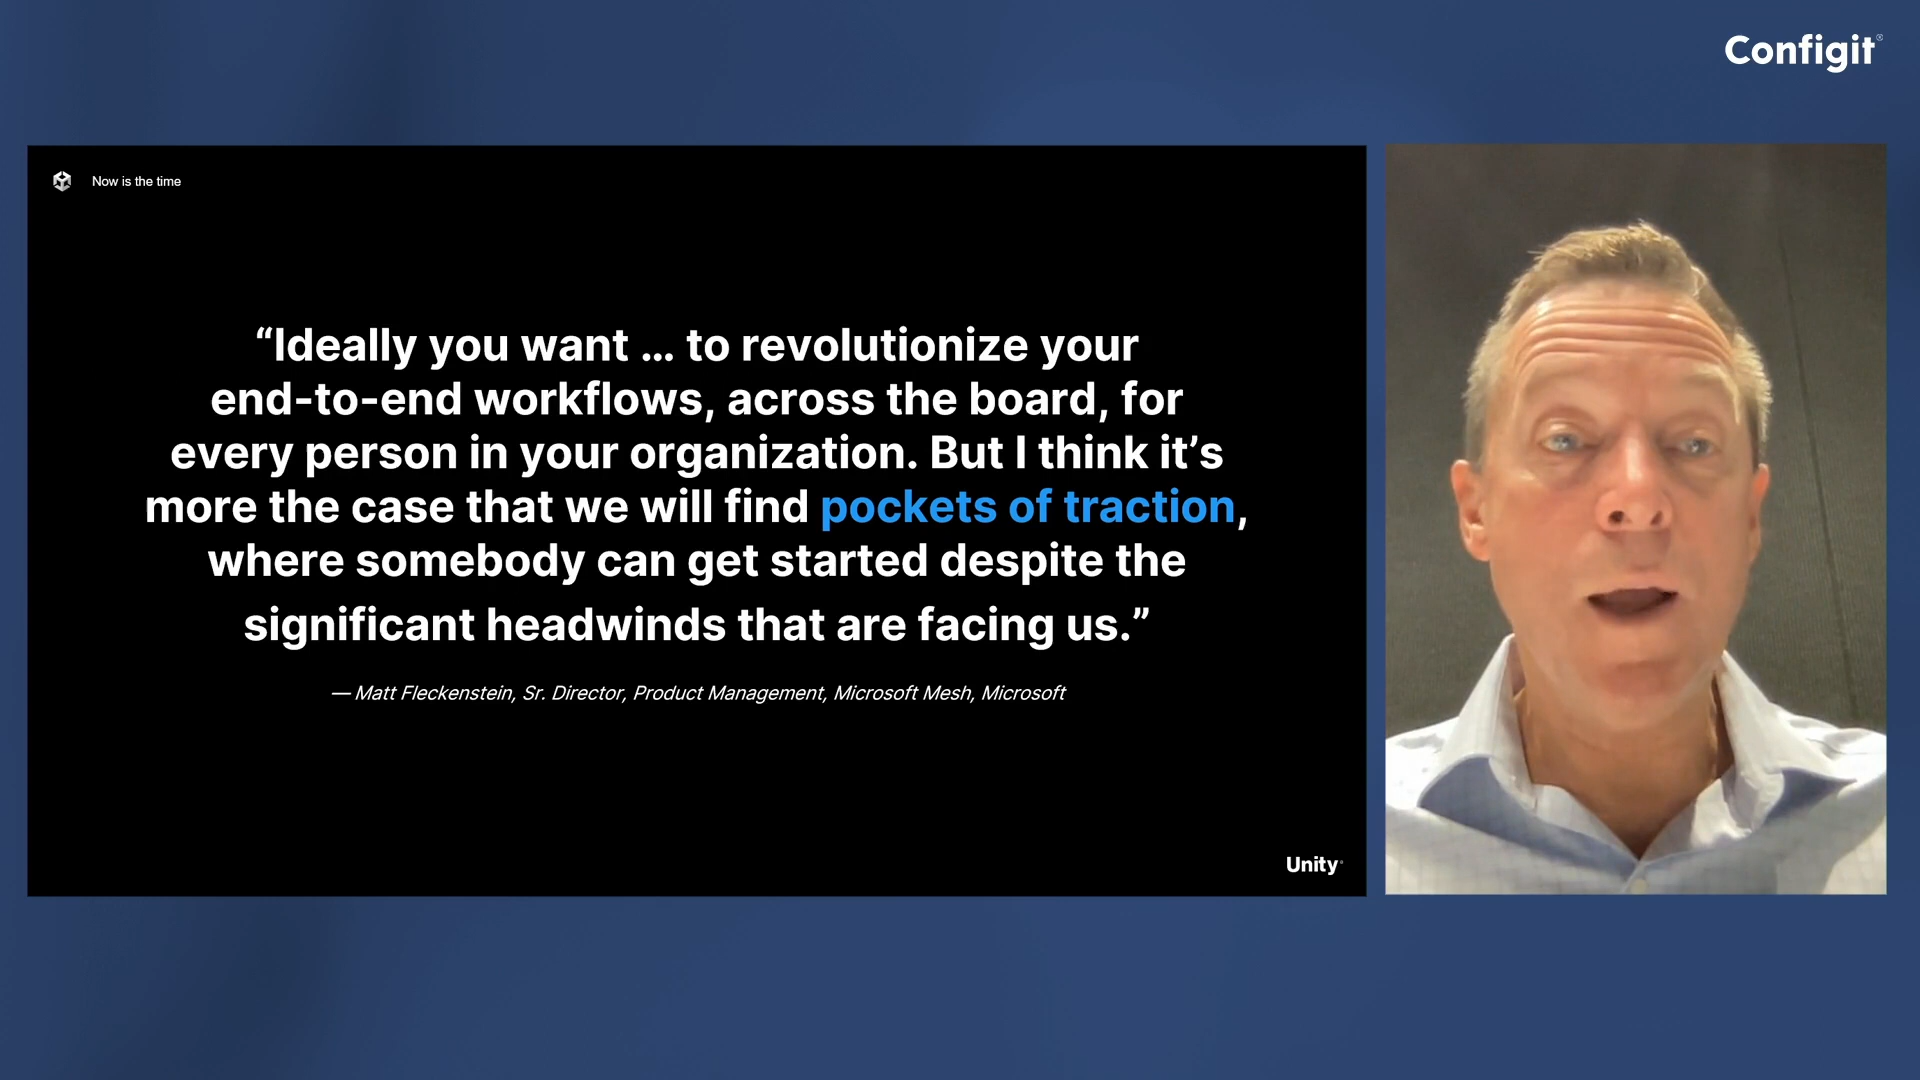 Configit®
Now is the time
“Ideally you want ... to revolutionize your
end-to-end workflows, across the board, for
every person in your organization. But I think it’s
more the case that we will find pockets of traction,
where somebody can get started despite the
significant headwinds that are facing us.”
— Matt Fleckenstein, Sr. Director, Product Management, Microsoft Mesh, Microsoft
Unity